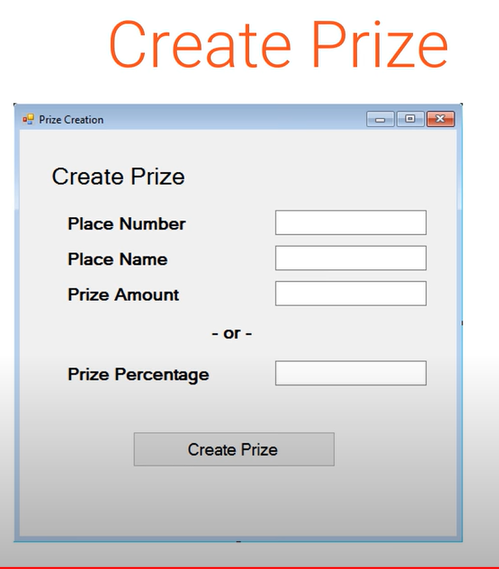 Create Prize
Prize Creation
Create Prize
Place Number
Place Name
Prize Amount
- or -
Prize Percentage
Create Prize